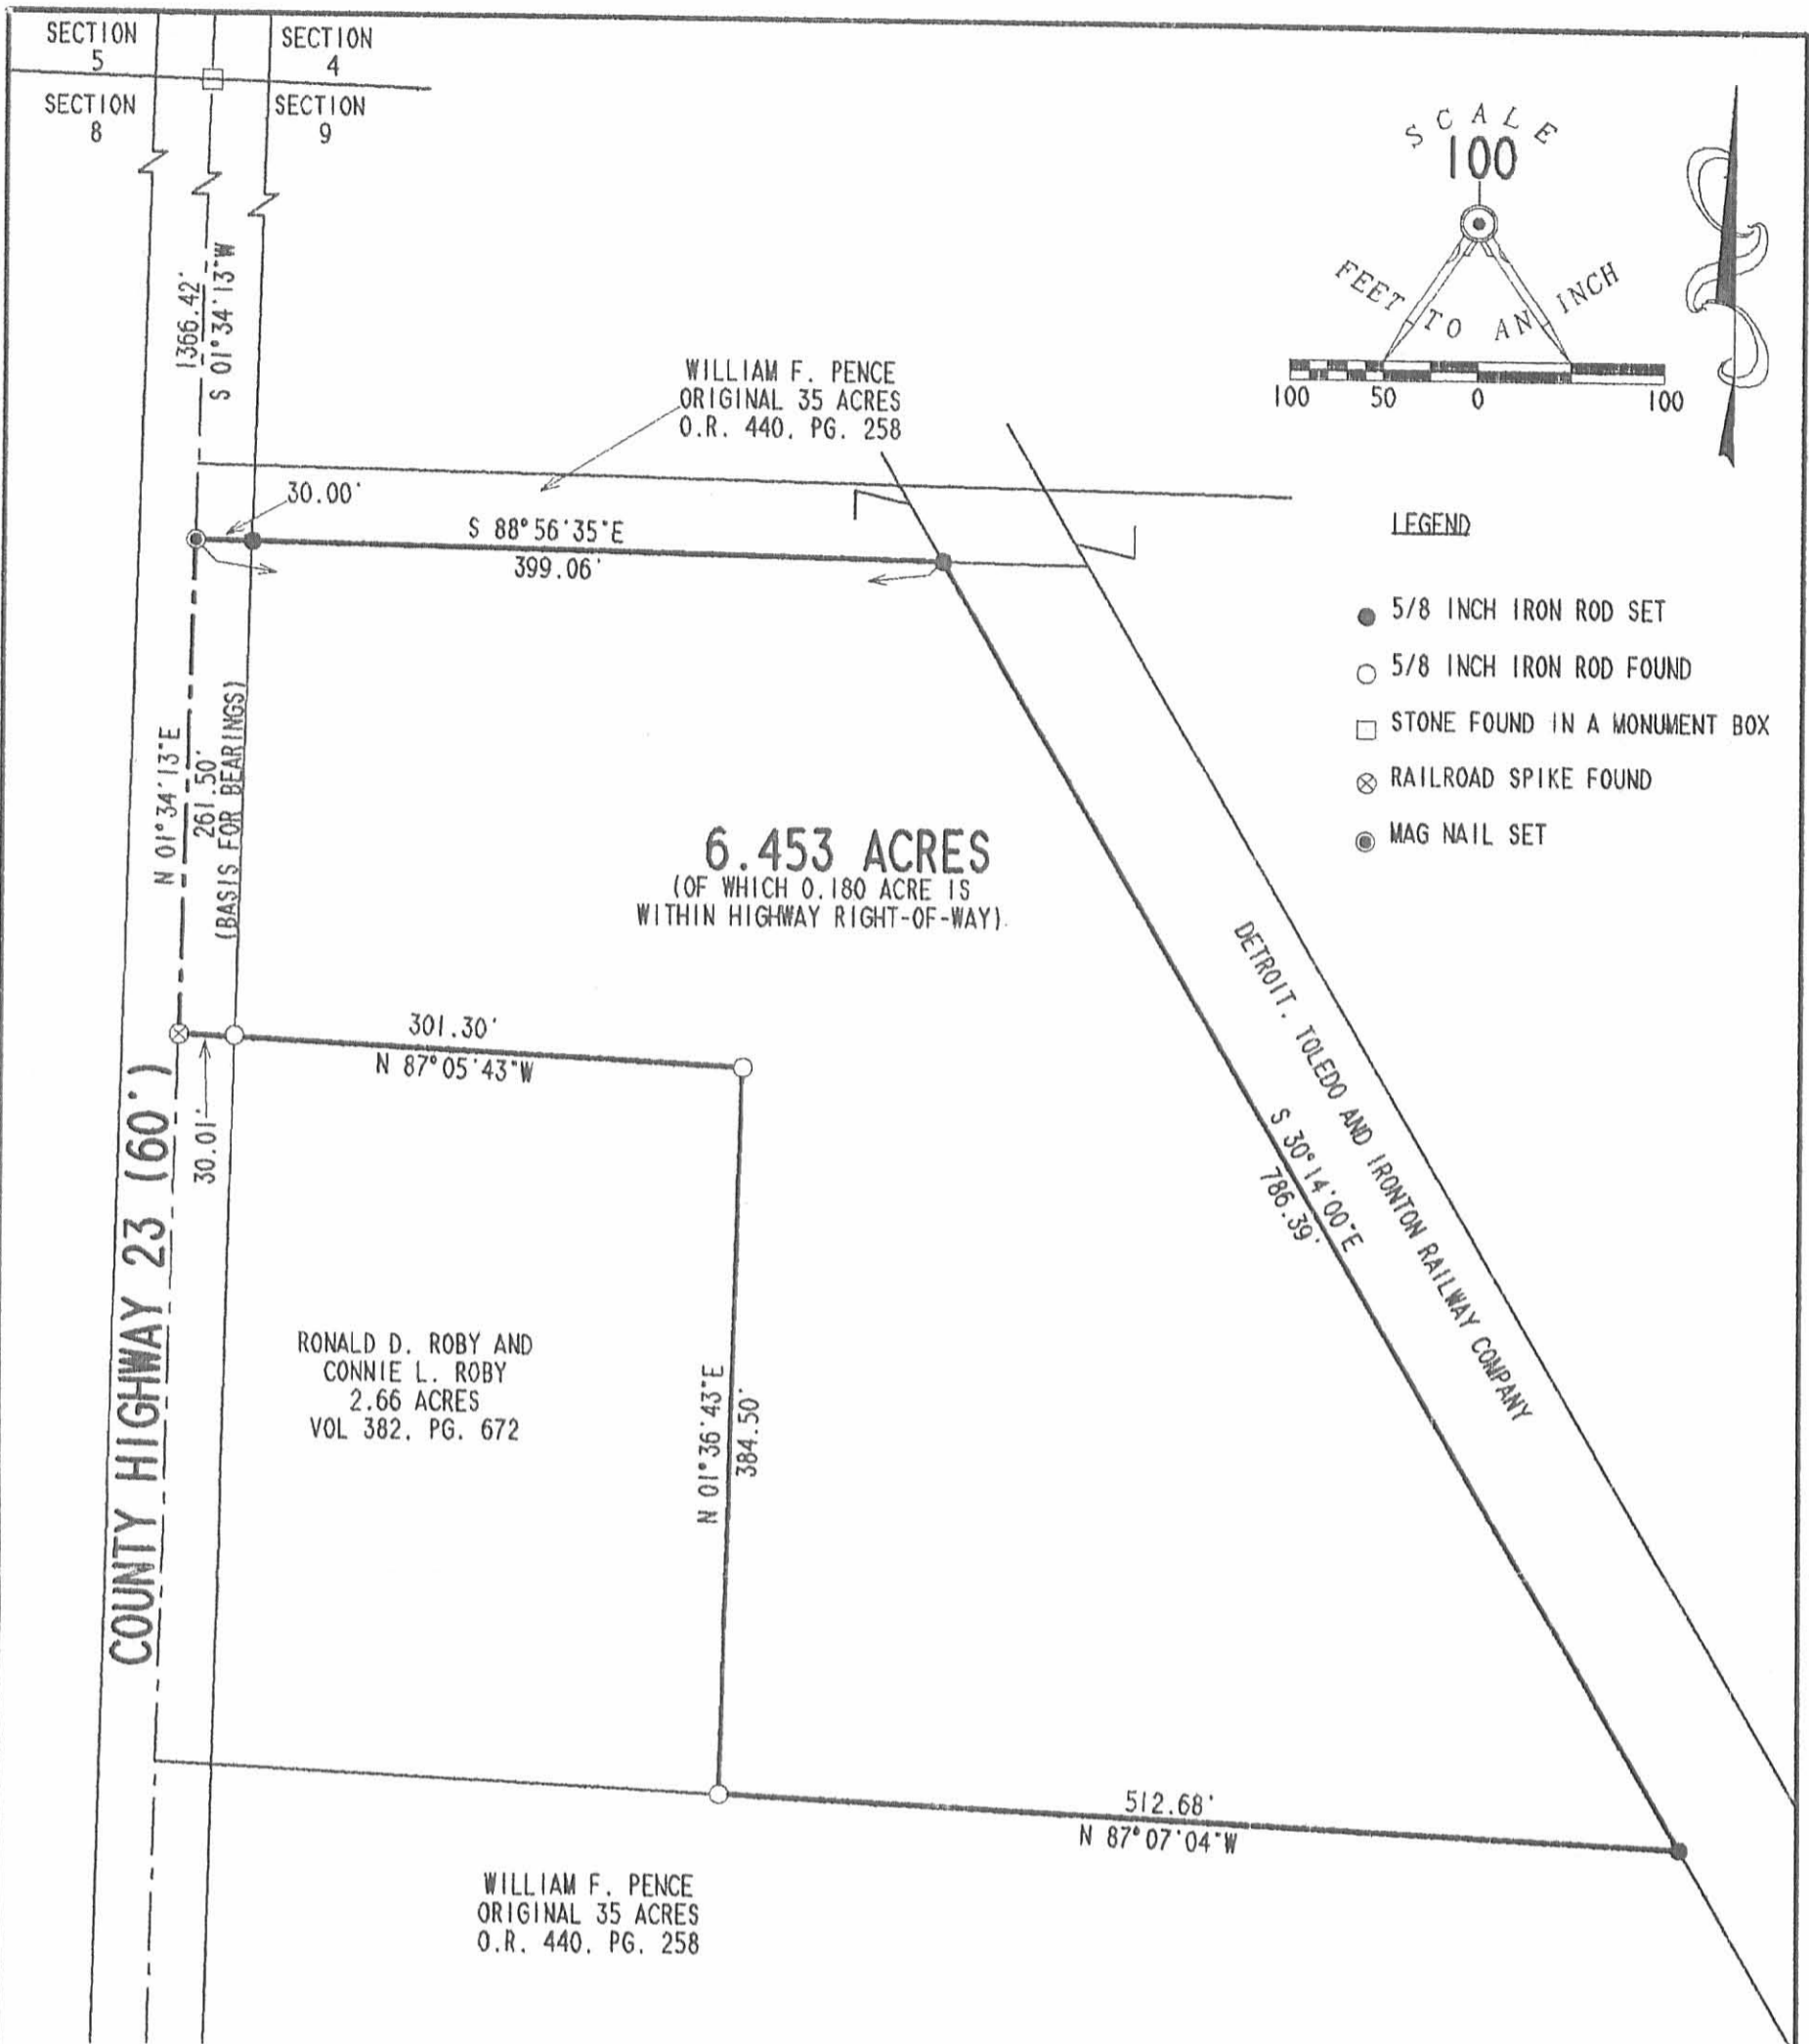 SECTION
5
SECTION
4
SECTION
8
SECTION
9
SCALE
100
FEET TO AN INCH
100 50 0 100
1366.42'
S 01°34'13"W
WILLIAM F. PENCE
ORIGINAL 35 ACRES
O.R. 440, PG. 258
30.00'
S 88°56'35"E
399.06'
LEGEND
5/8 INCH IRON ROD SET
5/8 INCH IRON ROD FOUND
STONE FOUND IN A MONUMENT BOX
RAILROAD SPIKE FOUND
MAG NAIL SET
N 01°34'13"E
261.50'
(BASIS FOR BEARINGS)
6.453 ACRES
(OF WHICH 0.180 ACRE IS
WITHIN HIGHWAY RIGHT-OF-WAY)
DETROIT, TOLEDO AND IRONTON RAILWAY COMPANY
S 30°14'00"E
786.39'
301.30'
N 87°05'43"W
30.01'
COUNTY HIGHWAY 23 (60')
RONALD D. ROBY AND
CONNIE L. ROBY
2.66 ACRES
VOL 382, PG. 672
N 01°36'43"E
384.50'
512.68'
N 87°07'04"W
WILLIAM F. PENCE
ORIGINAL 35 ACRES
O.R. 440, PG. 258